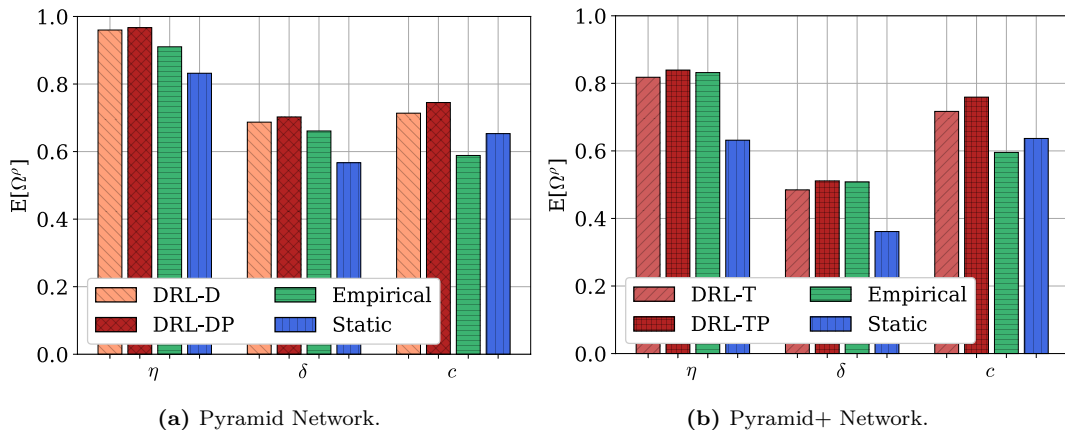 1.0
0.8
0.6
0.4
0.2
0.0
E[Ωᵖ]
DRL-D
DRL-DP
Empirical
Static
η
δ
c
(a) Pyramid Network.
1.0
0.8
0.6
0.4
0.2
0.0
E[Ωᵖ]
DRL-T
DRL-TP
Empirical
Static
η
δ
c
(b) Pyramid+ Network.